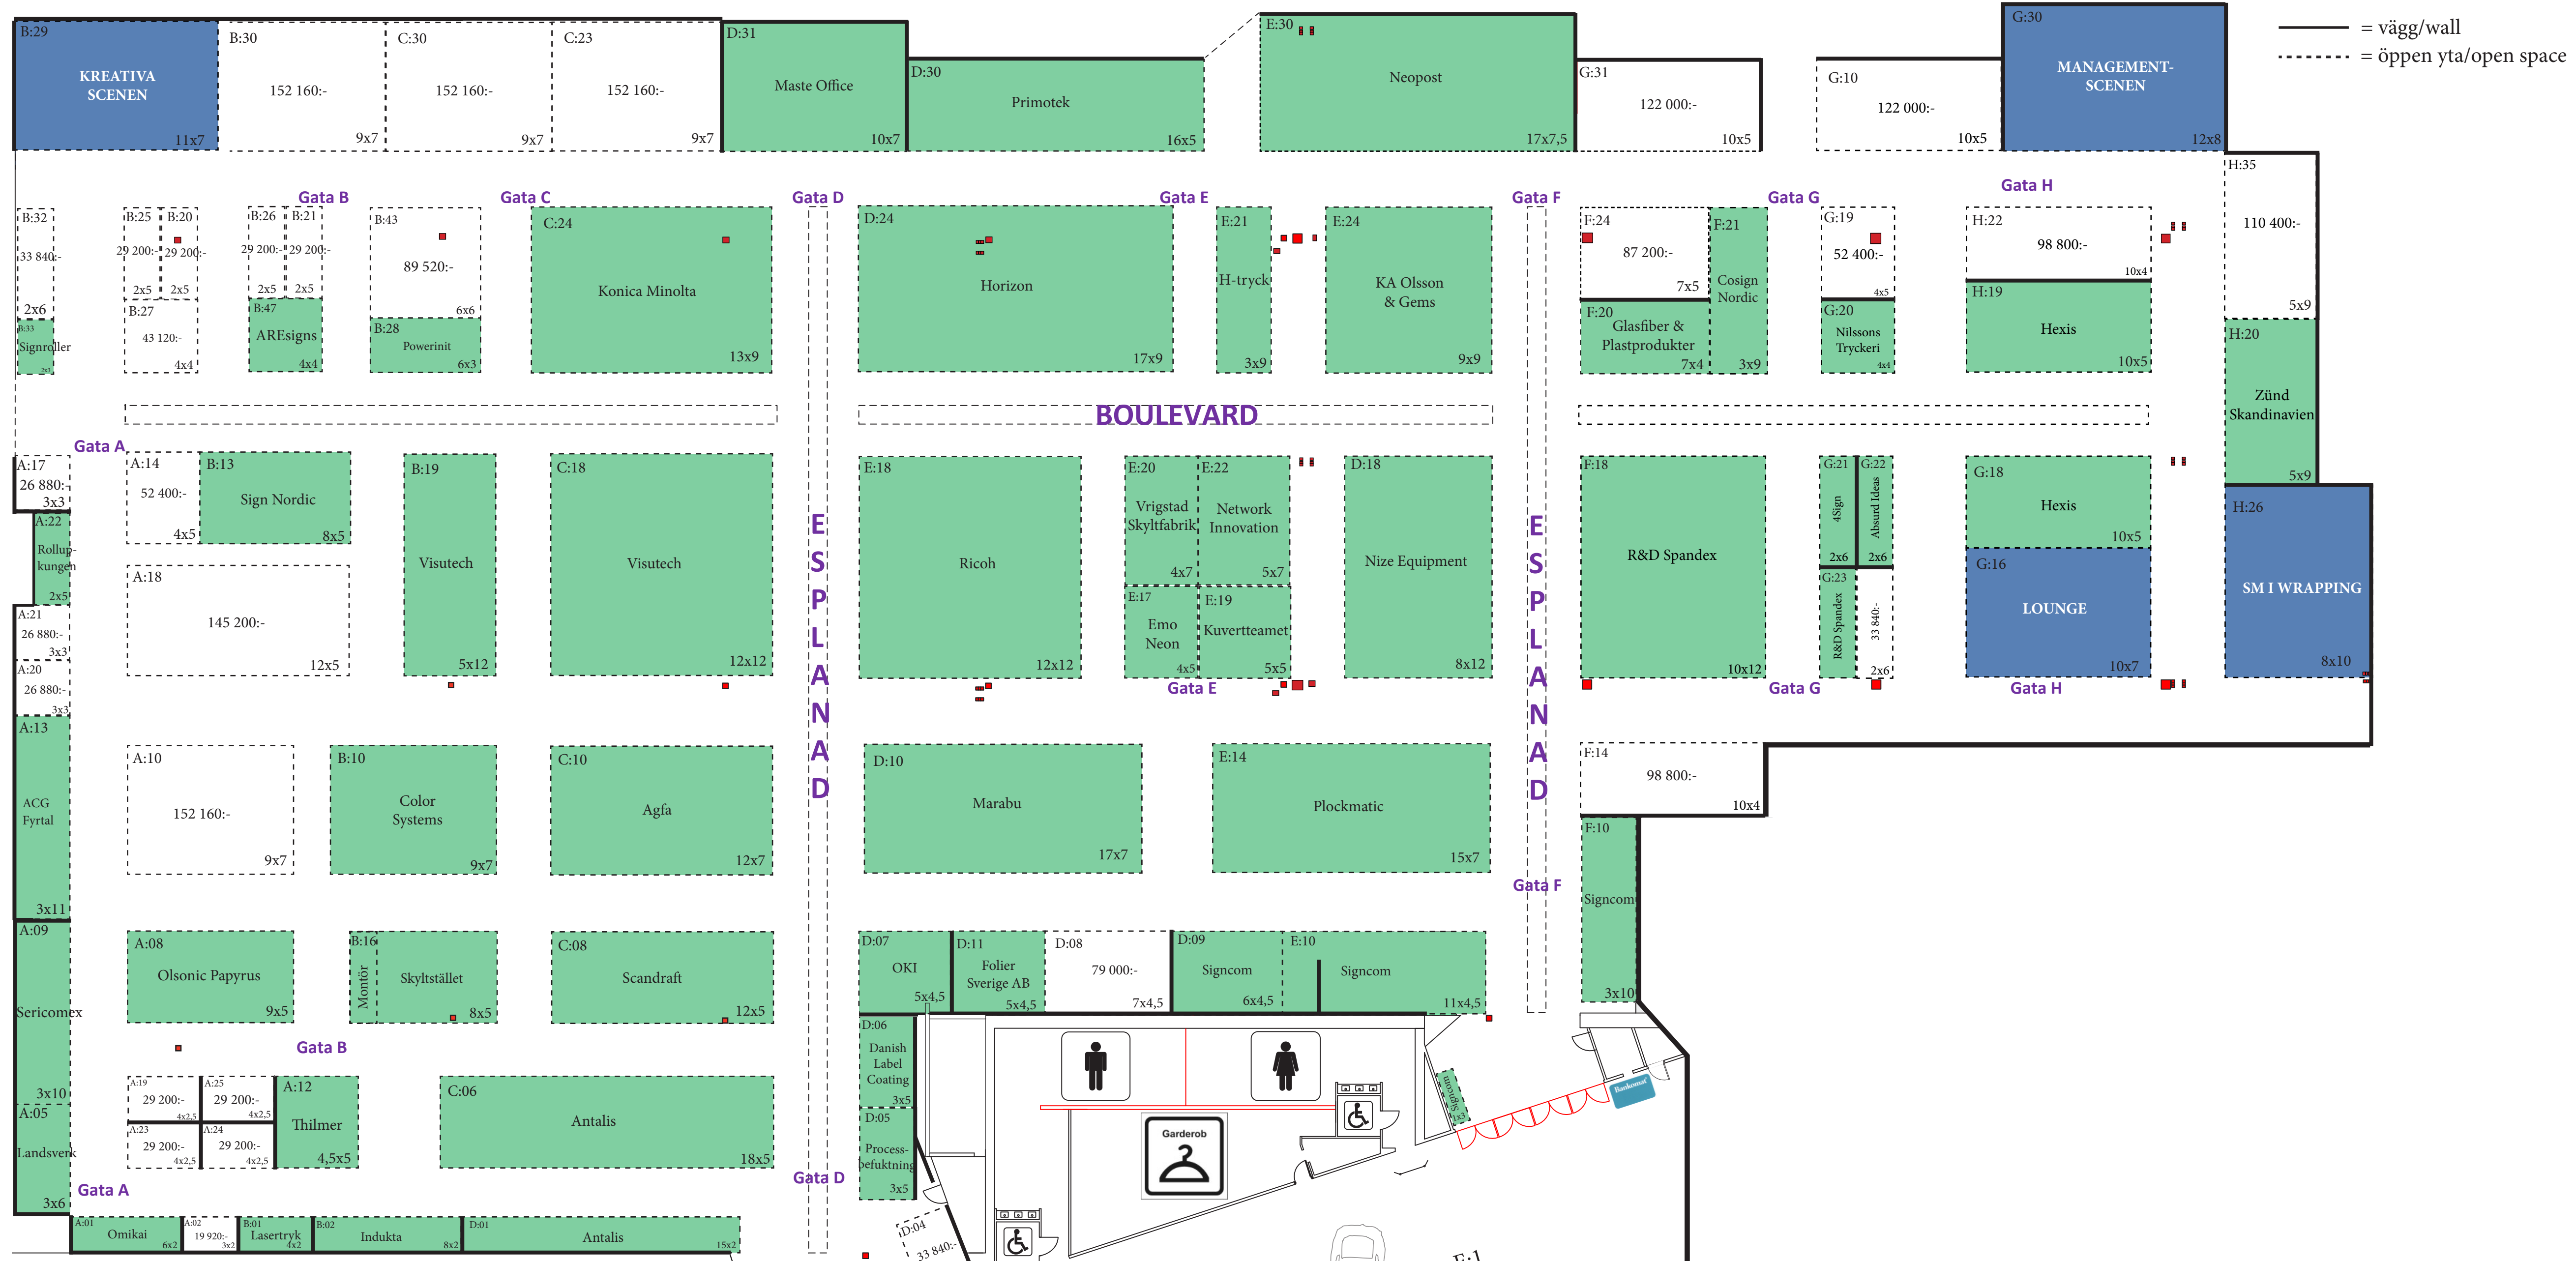 B:29
KREATIVA
SCENEN
11x7
B:30
152 160:-
9x7
C:30
152 160:-
9x7
C:23
152 160:-
9x7
D:31
Maste Office
10x7
D:30
Primotek
16x5
E:30
Neopost
17x7,5
G:31
122 000:-
10x5
G:10
122 000:-
10x5
G:30
MANAGEMENT-
SCENEN
12x8
= vägg/wall
= öppen yta/open space
H:35
110 400:-
5x9
Gata B
Gata C
Gata D
Gata E
Gata F
Gata G
Gata H
B:32
33 840:-
2x6
B:33
Signroller
2x3
B:25
29 200:-
2x5
B:20
29 200:-
2x5
B:27
43 120:-
4x4
B:26
29 200:-
2x5
B:21
29 200:-
2x5
B:47
AREsigns
4x4
B:43
89 520:-
6x6
B:28
Powerinit
6x3
C:24
Konica Minolta
13x9
D:24
Horizon
17x9
E:21
H-tryck
3x9
E:24
KA Olsson
& Gems
9x9
F:24
87 200:-
7x5
F:20
Glasfiber &
Plastprodukter
7x4
F:21
Cosign
Nordic
3x9
G:19
52 400:-
4x5
G:20
Nilssons
Tryckeri
4x4
H:22
98 800:-
10x4
H:19
Hexis
10x5
H:20
Zünd
Skandinavien
5x9
BOULEVARD
Gata A
A:17
26 880:-
3x3
A:22
Rollup-
kungen
2x5
A:21
26 880:-
3x3
A:20
26 880:-
3x3
A:14
52 400:-
4x5
B:13
Sign Nordic
8x5
A:18
145 200:-
12x5
B:19
Visutech
5x12
C:18
Visutech
12x12
ESPLANAD
E:18
Ricoh
12x12
E:20
Vrigstad
Skyltfabrik
4x7
E:22
Network
Innovation
5x7
E:17
Emo
Neon
4x5
E:19
Kuvertteamet
5x5
D:18
Nize Equipment
8x12
ESPLANAD
F:18
R&D Spandex
10x12
G:21
4Sign
2x6
G:22
Absurd Ideas
2x6
G:23
R&D Spandex
33 840:-
2x6
G:18
Hexis
10x5
G:16
LOUNGE
10x7
H:26
SM I WRAPPING
8x10
Gata E
Gata G
Gata H
A:13
ACG
Fyrtal
3x11
A:10
152 160:-
9x7
B:10
Color
Systems
9x7
C:10
Agfa
12x7
D:10
Marabu
17x7
E:14
Plockmatic
15x7
F:14
98 800:-
10x4
F:10
Signcom
3x10
Gata F
A:09
Sericomex
3x10
A:08
Olsonic Papyrus
9x5
B:16
Montör
Skyltstället
8x5
C:08
Scandraft
12x5
D:07
OKI
5x4,5
D:11
Folier
Sverige AB
5x4,5
D:08
79 000:-
7x4,5
D:09
Signcom
6x4,5
E:10
Signcom
11x4,5
Gata B
D:06
Danish
Label
Coating
3x5
D:05
Process-
befuktning
3x5
A:05
Landsverk
3x6
A:19
29 200:-
4x2,5
A:25
29 200:-
4x2,5
A:23
29 200:-
4x2,5
A:24
29 200:-
4x2,5
A:12
Thilmer
4,5x5
C:06
Antalis
18x5
Signcom
1x3
Bankomat
Garderob
Gata A
Gata D
A:01
Omikai
6x2
A:02
19 920:-
3x2
B:01
Lasertryk
4x2
B:02
Indukta
8x2
D:01
Antalis
15x2
D:04
33 840:-